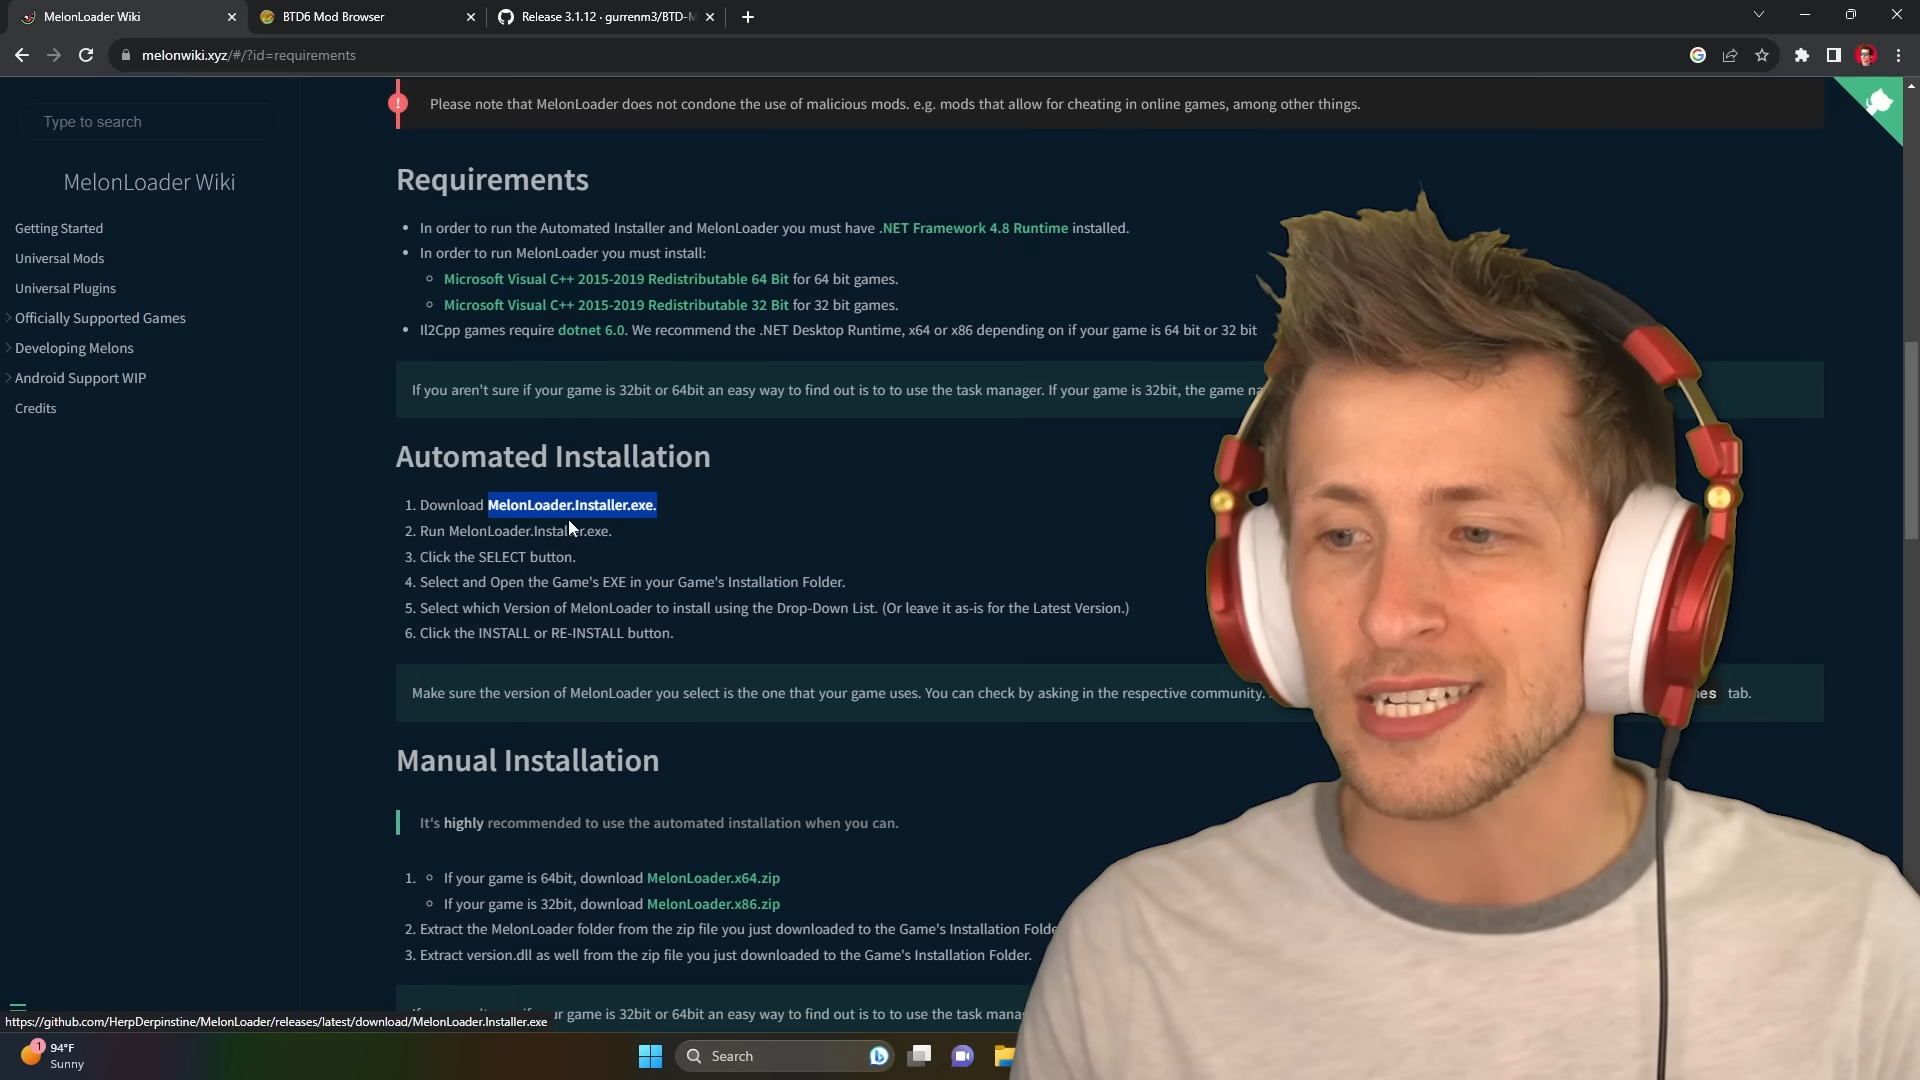 MelonLoader Wiki
BTD6 Mod Browser
Release 3.1.12 · gurrenm3/BTD-M
melonwiki.xyz/#/?id=requirements
Type to search
MelonLoader Wiki
Getting Started
Universal Mods
Universal Plugins
Officially Supported Games
Developing Melons
Android Support WIP
Credits
Please note that MelonLoader does not condone the use of malicious mods. e.g. mods that allow for cheating in online games, among other things.
Requirements
In order to run the Automated Installer and MelonLoader you must have .NET Framework 4.8 Runtime installed.
In order to run MelonLoader you must install:
Microsoft Visual C++ 2015-2019 Redistributable 64 Bit for 64 bit games.
Microsoft Visual C++ 2015-2019 Redistributable 32 Bit for 32 bit games.
Il2Cpp games require dotnet 6.0. We recommend the .NET Desktop Runtime, x64 or x86 depending on if your game is 64 bit or 32 bit
If you aren't sure if your game is 32bit or 64bit an easy way to find out is to to use the task manager. If your game is 32bit, the game na
Automated Installation
1. Download MelonLoader.Installer.exe.
2. Run MelonLoader.Installer.exe.
3. Click the SELECT button.
4. Select and Open the Game's EXE in your Game's Installation Folder.
5. Select which Version of MelonLoader to install using the Drop-Down List. (Or leave it as-is for the Latest Version.)
6. Click the INSTALL or RE-INSTALL button.
Make sure the version of MelonLoader you select is the one that your game uses. You can check by asking in the respective community. tab.
Manual Installation
It's highly recommended to use the automated installation when you can.
1. If your game is 64bit, download MelonLoader.x64.zip
If your game is 32bit, download MelonLoader.x86.zip
2. Extract the MelonLoader folder from the zip file you just downloaded to the Game's Installation Folde
3. Extract version.dll as well from the zip file you just downloaded to the Game's Installation Folder.
ur game is 32bit or 64bit an easy way to find out is to to use the task mana
https://github.com/HerpDerpinstine/MelonLoader/releases/latest/download/MelonLoader.Installer.exe
1
94°F
Sunny
Search